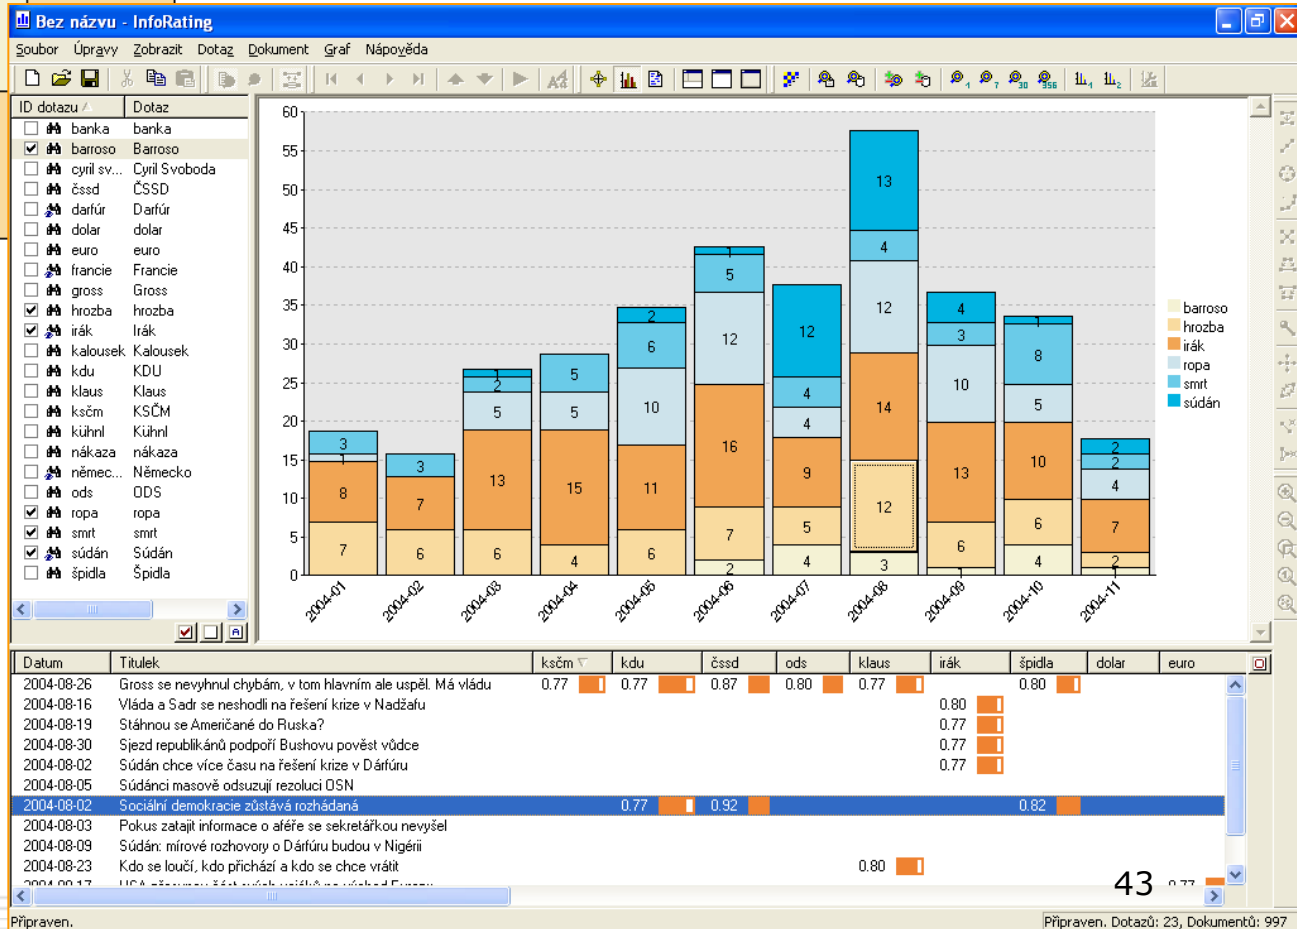 Bez názvu - InfoRating
Soubor Úpravy Zobrazit Dotaz Dokument Graf Nápověda
ID dotazu Dotaz
banka banka
barroso Barroso
cyril sv... Cyril Svoboda
čssd ČSSD
darfúr Darfúr
dolar dolar
euro euro
francie Francie
gross Gross
hrozba hrozba
irák Irák
kalousek Kalousek
kdu KDU
klaus Klaus
ksčm KSČM
kühnl Kühnl
nákaza nákaza
němec... Německo
ods ODS
ropa ropa
smrt smrt
súdán Súdán
špidla Špidla
60
55
50
45
40
35
30
25
20
15
10
5
0
3
1
8
7
3
7
6
1
2
5
13
6
5
5
15
4
2
6
10
11
6
1
5
12
16
7
2
12
4
4
9
5
4
13
4
12
14
12
3
4
3
10
13
6
1
1
8
5
10
6
4
2
2
4
7
2
1
2004-01 2004-02 2004-03 2004-04 2004-05 2004-06 2004-07 2004-08 2004-09 2004-10 2004-11
barroso
hrozba
irák
ropa
smrt
súdán
Datum Titulek ksčm kdu čssd ods klaus irák špidla dolar euro
2004-08-26 Gross se nevyhnul chybám, v tom hlavním ale uspěl. Má vládu 0.77 0.77 0.87 0.80 0.77 0.80
2004-08-16 Vláda a Sadr se neshodli na řešení krize v Nadžafu 0.80
2004-08-19 Stáhnou se Američané do Ruska? 0.77
2004-08-30 Sjezd republikánů podpoří Bushovu pověst vůdce 0.77
2004-08-02 Súdán chce více času na řešení krize v Dárfúru 0.77
2004-08-05 Súdánci masově odsuzují rezoluci OSN
2004-08-02 Sociální demokracie zůstává rozhádaná 0.77 0.92 0.82
2004-08-03 Pokus zatajit informace o aféře se sekretářkou nevyšel
2004-08-09 Súdán: mírové rozhovory o Dárfúru budou v Nigérii
2004-08-23 Kdo se loučí, kdo přichází a kdo se chce vrátit 0.80
43
Připraven.
Připraven. Dotazů: 23, Dokumentů: 997